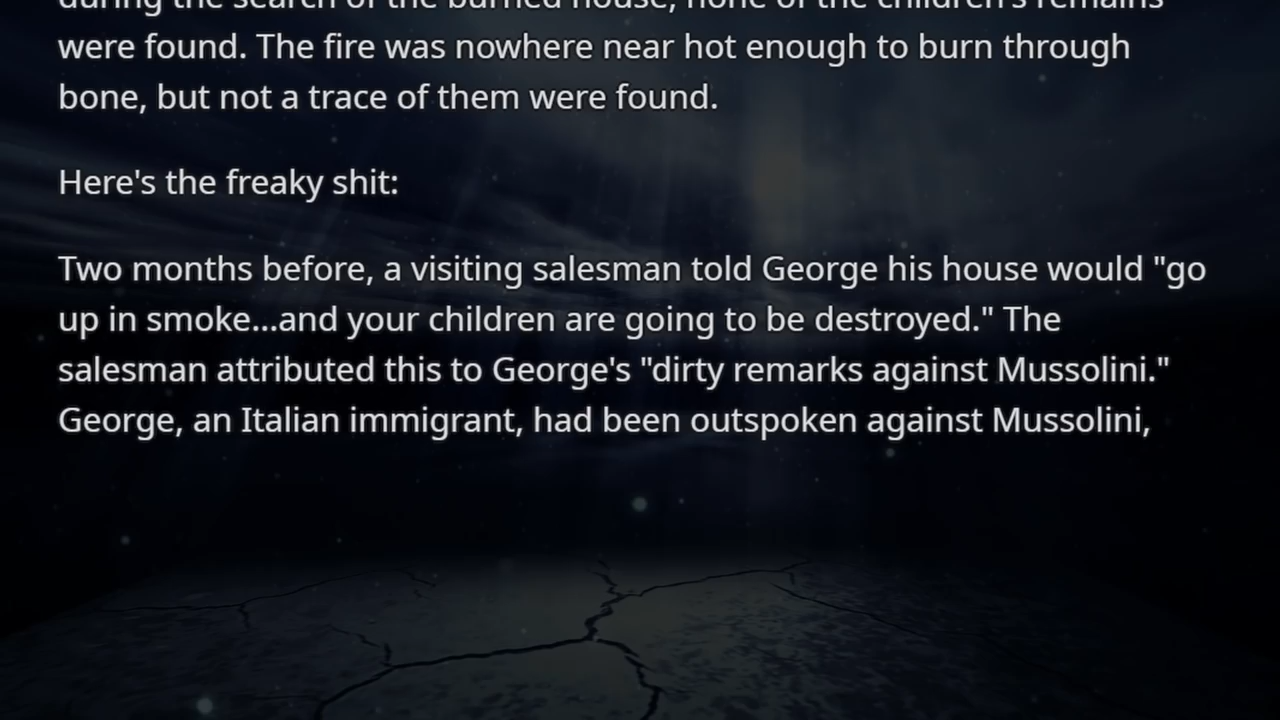 during the search of the burned house, none of the children's remains
were found. The fire was nowhere near hot enough to burn through
bone, but not a trace of them were found.
Here's the freaky shit:
Two months before, a visiting salesman told George his house would "go
up in smoke...and your children are going to be destroyed." The
salesman attributed this to George's "dirty remarks against Mussolini."
George, an Italian immigrant, had been outspoken against Mussolini,